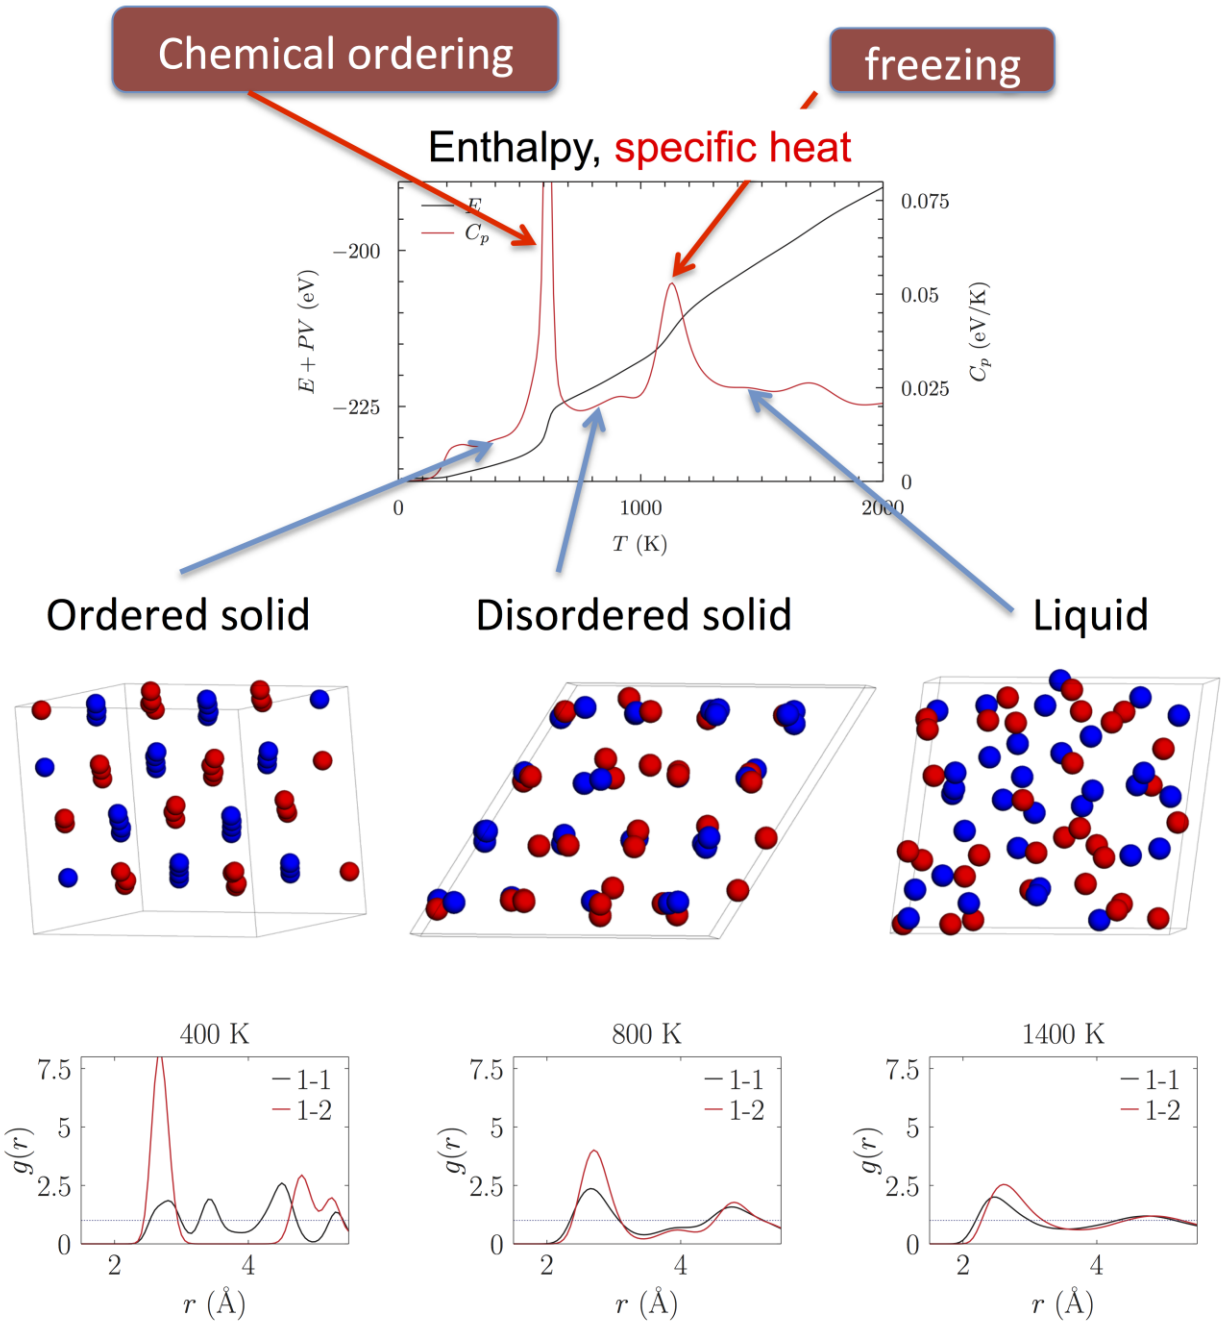 Chemical ordering
freezing
Enthalpy, specific heat
E
C_p
−200
−225
E + PV (eV)
0.075
0.05
0.025
0
C_p (eV/K)
0
1000
2000
T (K)
Ordered solid
Disordered solid
Liquid
400 K
7.5
5
2.5
0
g(r)
1-1
1-2
2
4
r (Å)
800 K
7.5
5
2.5
0
g(r)
1-1
1-2
2
4
r (Å)
1400 K
7.5
5
2.5
0
g(r)
1-1
1-2
2
4
r (Å)